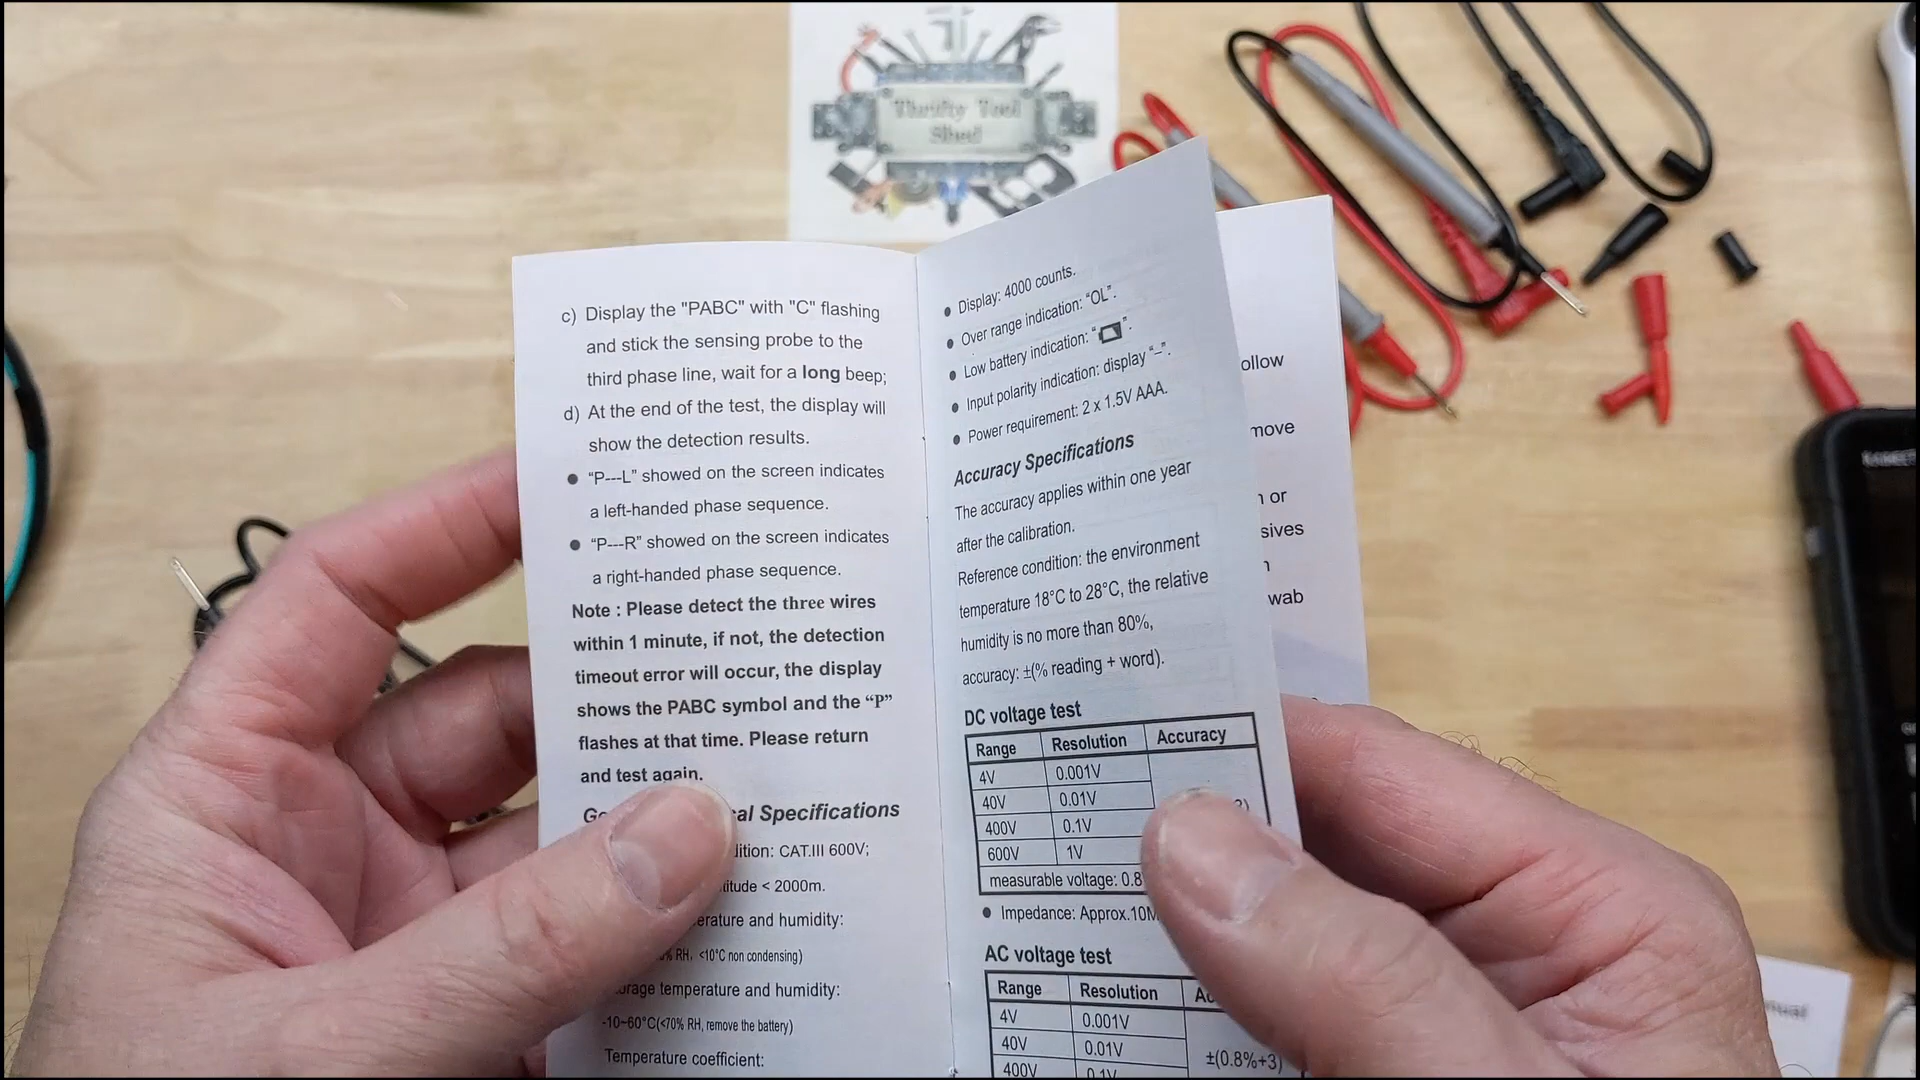 Thrifty Tool
Shed
c) Display the "PABC" with "C" flashing
and stick the sensing probe to the
third phase line, wait for a long beep;
d) At the end of the test, the display will
show the detection results.
● “P---L” showed on the screen indicates
a left-handed phase sequence.
● “P---R” showed on the screen indicates
a right-handed phase sequence.
Note : Please detect the three wires
within 1 minute, if not, the detection
timeout error will occur, the display
shows the PABC symbol and the “P”
flashes at that time. Please return
and test again.
Specifications
CAT.III 600V;
< 2000m.
and humidity:
RH, <10°C non condensing)
temperature and humidity:
-10~60°C(<70% RH, remove the battery)
Temperature coefficient:
● Display: 4000 counts.
● Over range indication: “OL”.
● Low battery indication: “ ”.
● Input polarity indication: display “–”.
● Power requirement: 2 x 1.5V AAA.
Accuracy Specifications
The accuracy applies within one year
after the calibration.
Reference condition: the environment
temperature 18°C to 28°C, the relative
humidity is no more than 80%,
accuracy: ±(% reading + word).
DC voltage test
Range Resolution Accuracy
4V 0.001V
40V 0.01V
400V 0.1V
600V 1V
measurable voltage: 0.8
● Impedance: Approx.10M
AC voltage test
Range Resolution
4V 0.001V
40V 0.01V
±(0.8%+3)
400V 0.1V
move
or